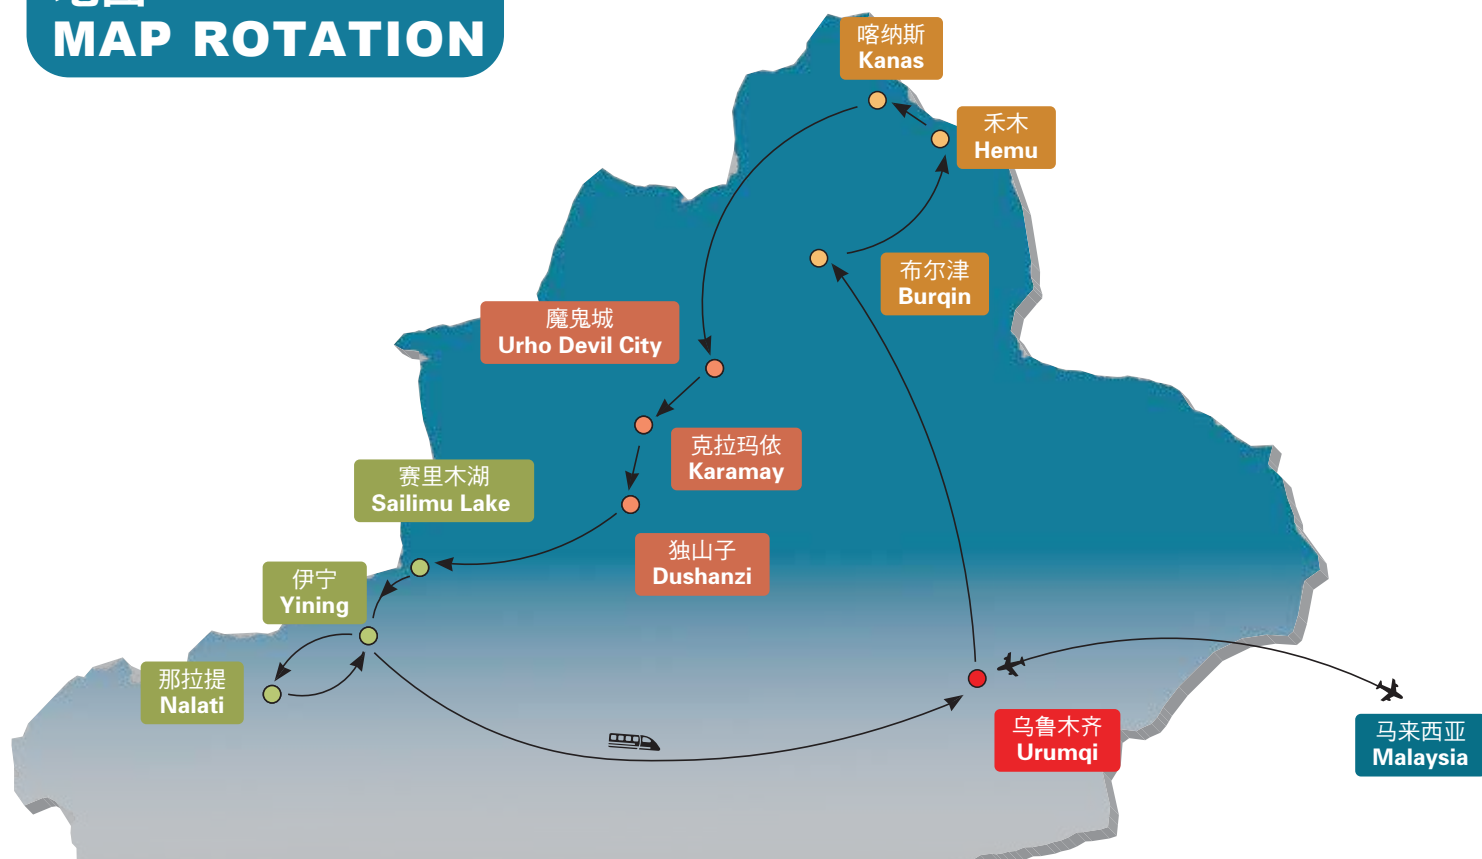 地图
MAP ROTATION
喀纳斯
Kanas
禾木
Hemu
布尔津
Burqin
魔鬼城
Urho Devil City
克拉玛依
Karamay
赛里木湖
Sailimu Lake
独山子
Dushanzi
伊宁
Yining
那拉提
Nalati
乌鲁木齐
Urumqi
马来西亚
Malaysia